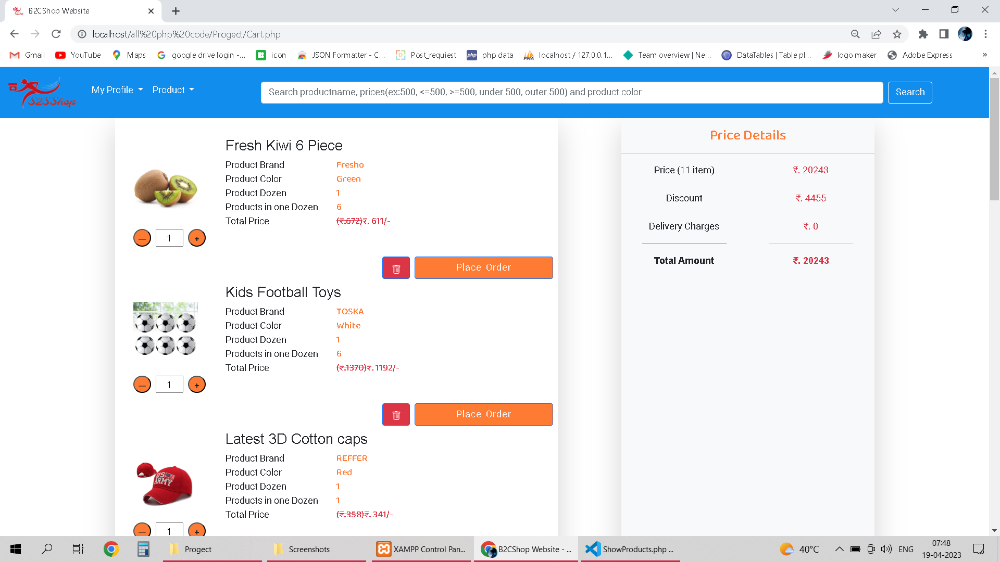 B2CShop Website
localhost/all%20php%20code/Progect/Cart.php
Gmail
YouTube
Maps
google drive login -...
icon
JSON Formatter - C...
Post_requiest
php data
localhost / 127.0.0.1...
Team overview | Ne...
DataTables | Table pl...
logo maker
Adobe Express
»
S2SShop
My Profile
Product
Search productname, prices(ex:500, <=500, >=500, under 500, outer 500) and product color
Search
Fresh Kiwi 6 Piece
Product Brand Fresho
Product Color Green
Product Dozen 1
Products in one Dozen 6
Total Price (₹.672)₹. 611/-
— 1 +
Place Order
Kids Football Toys
Product Brand TOSKA
Product Color White
Product Dozen 1
Products in one Dozen 6
Total Price (₹.1370)₹. 1192/-
— 1 +
Place Order
Latest 3D Cotton caps
US
ARMY
Product Brand REFFER
Product Color Red
Product Dozen 1
Products in one Dozen 1
Total Price (₹.358)₹. 341/-
— 1 +
Price Details
Price (11 item) ₹. 20243
Discount ₹. 4455
Delivery Charges ₹. 0
Total Amount ₹. 20243
Progect
Screenshots
XAMPP Control Pan...
B2CShop Website - ...
ShowProducts.php ...
40°C
ENG
07:48
19-04-2023